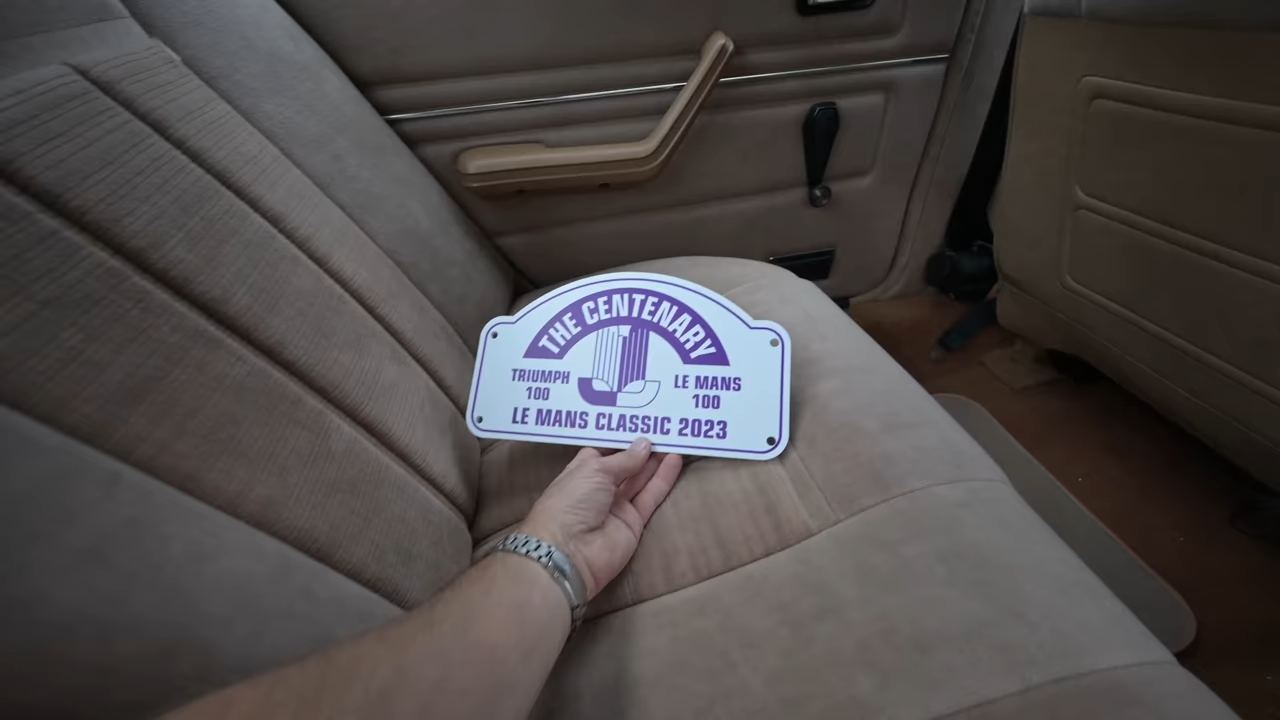 THE CENTENARY
TRIUMPH
100
LE MANS
100
LE MANS CLASSIC 2023